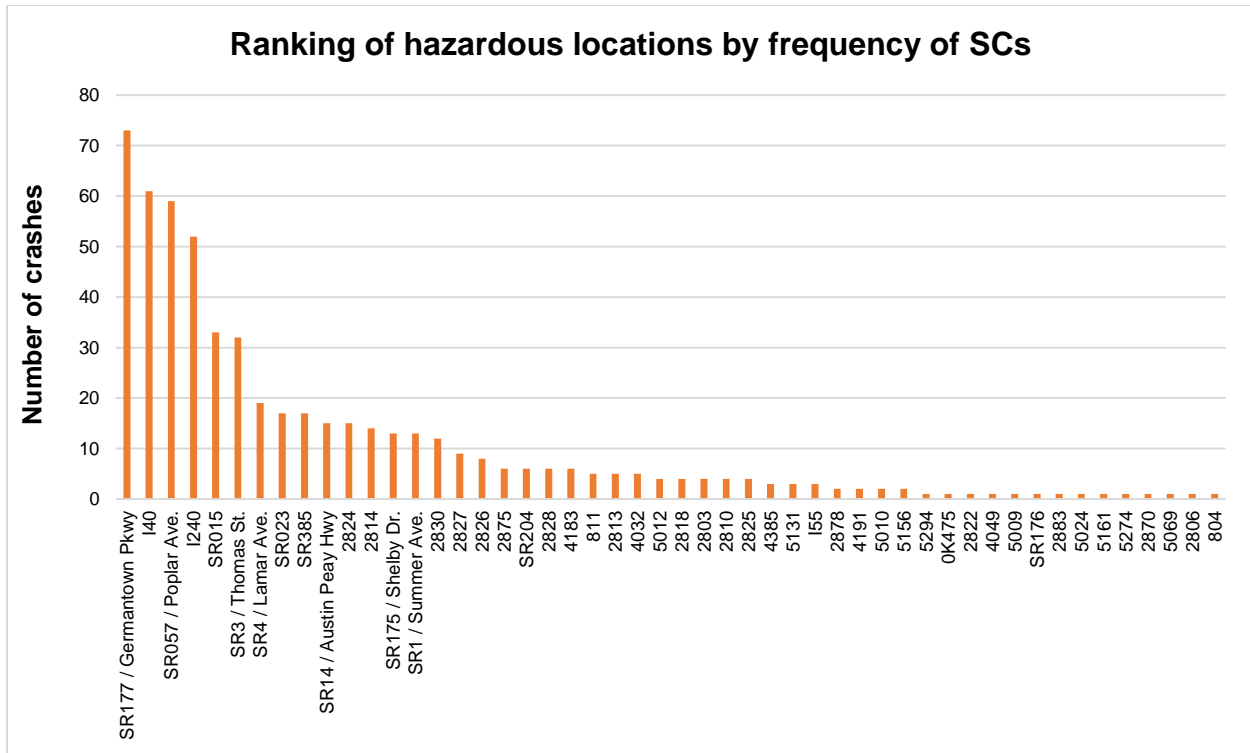 Ranking of hazardous locations by frequency of SCs
Number of crashes
80
70
60
50
40
30
20
10
0
SR177 / Germantown Pkwy
I40
SR057 / Poplar Ave.
I240
SR015
SR3 / Thomas St.
SR4 / Lamar Ave.
SR023
SR385
SR14 / Austin Peay Hwy
2824
2814
SR175 / Shelby Dr.
SR1 / Summer Ave.
2830
2827
2826
2875
SR204
2828
4183
811
2813
4032
5012
2818
2803
2810
2825
4385
5131
I55
2878
4191
5010
5156
5294
0K475
2822
4049
5009
SR176
2883
5024
5161
5274
2870
5069
2806
804